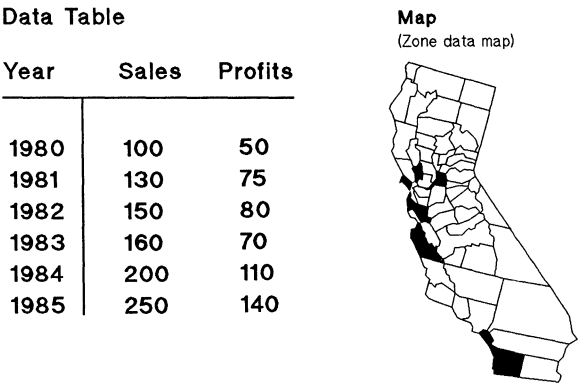 Data Table
Year Sales Profits
1980 100 50
1981 130 75
1982 150 80
1983 160 70
1984 200 110
1985 250 140
Map
(Zone data map)